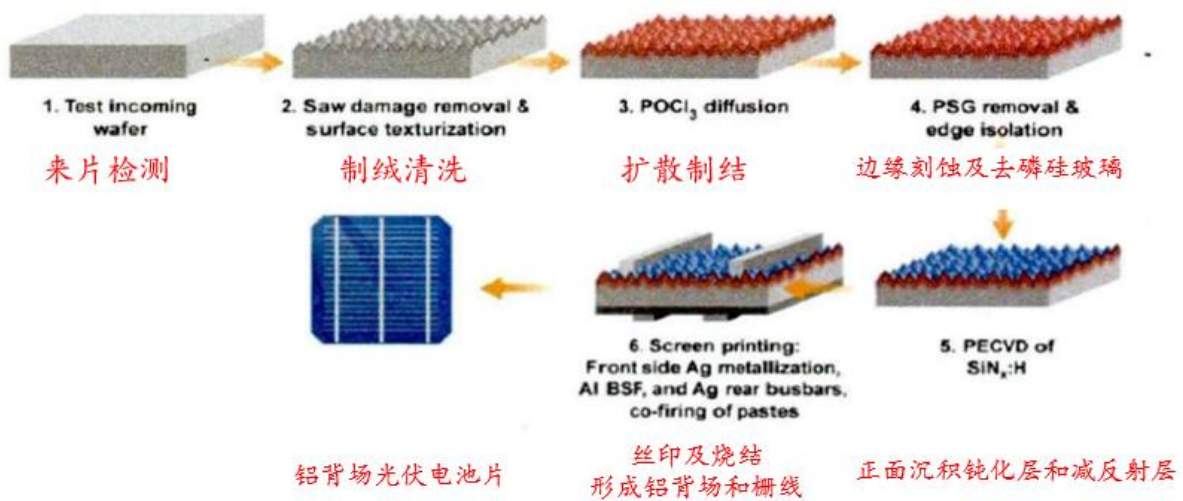 1. Test incoming
wafer
来片检测
2. Saw damage removal &
surface texturization
制绒清洗
3. POCl₃ diffusion
扩散制结
4. PSG removal &
edge isolation
边缘刻蚀及去磷硅玻璃
5. PECVD of
SiNₓ:H
正面沉积钝化层和减反射层
6. Screen printing:
Front side Ag metallization,
Al BSF, and Ag rear busbars,
co-firing of pastes
丝印及烧结
形成铝背场和栅线
铝背场光伏电池片